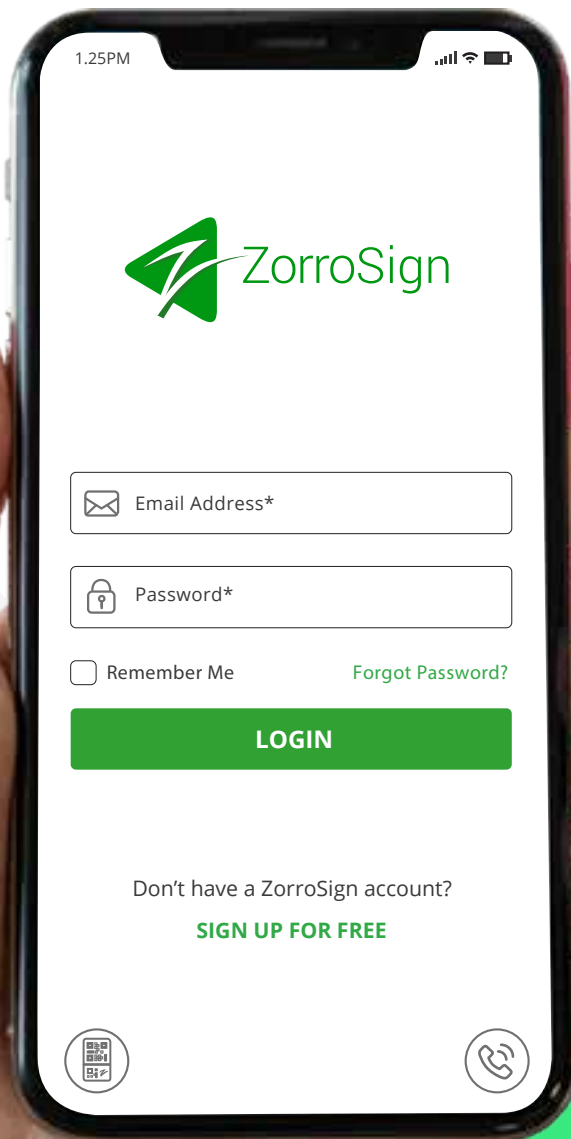 1.25PM
ZorroSign
Email Address*
Password*
Remember Me
Forgot Password?
LOGIN
Don’t have a ZorroSign account?
SIGN UP FOR FREE